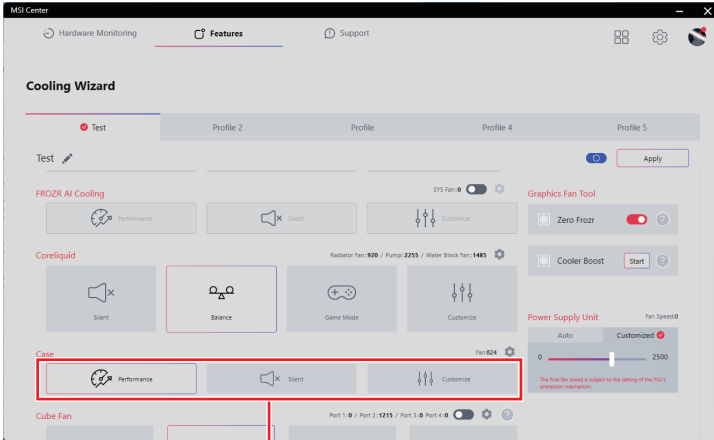 MSI Center
Hardware Monitoring
Features
Support
Cooling Wizard
Test
Profile 2
Profile
Profile 4
Profile 5
Test
Apply
FROZR AI Cooling
SYS Fan:0
Performance
Silent
Customize
Graphics Fan Tool
Zero Frozr
?
Cooler Boost
Start
?
Coreliquid
Radiator Fan:920 / Pump:2255 / Water Block Fan:1485
Silent
Balance
Game Mode
Customize
Power Supply Unit
Fan Speed:0
Auto
Customized
0
2500
The final fan speed is subject to the setting of the PSU's
protection mechanism.
Case
Fan:824
Performance
Silent
Customize
Cube Fan
Port 1:0 / Port 2:1215 / Port 3:0 Port 4:0
?